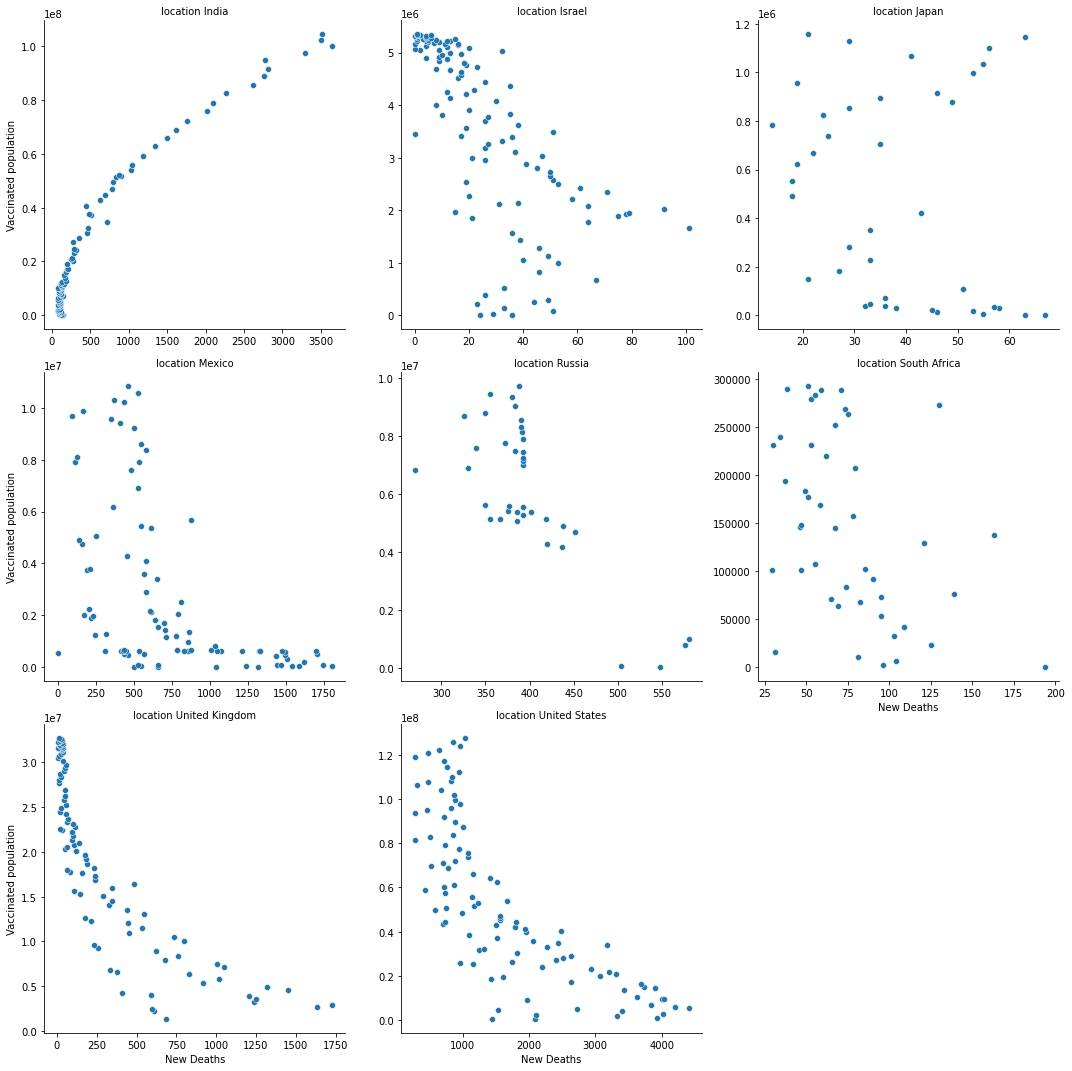 location India
location Israel
location Japan
1e8
1e6
1e6
1.0
0.8
0.6
0.4
0.2
0.0
Vaccinated population
0 500 1000 1500 2000 2500 3000 3500
6
5
4
3
2
1
0
0 20 40 60 80 100
1.2
1.0
0.8
0.6
0.4
0.2
0.0
20 30 40 50 60
location Mexico
location Russia
location South Africa
1e7
1e7
1.0
0.8
0.6
0.4
0.2
0.0
Vaccinated population
0 250 500 750 1000 1250 1500 1750
1.0
0.8
0.6
0.4
0.2
0.0
300 350 400 450 500 550
300000
250000
200000
150000
100000
50000
0
25 50 75 100 125 150 175 200
New Deaths
location United Kingdom
location United States
1e7
1e8
3.5
3.0
2.5
2.0
1.5
1.0
0.5
0.0
Vaccinated population
0 250 500 750 1000 1250 1500 1750
New Deaths
1.2
1.0
0.8
0.6
0.4
0.2
0.0
1000 2000 3000 4000
New Deaths